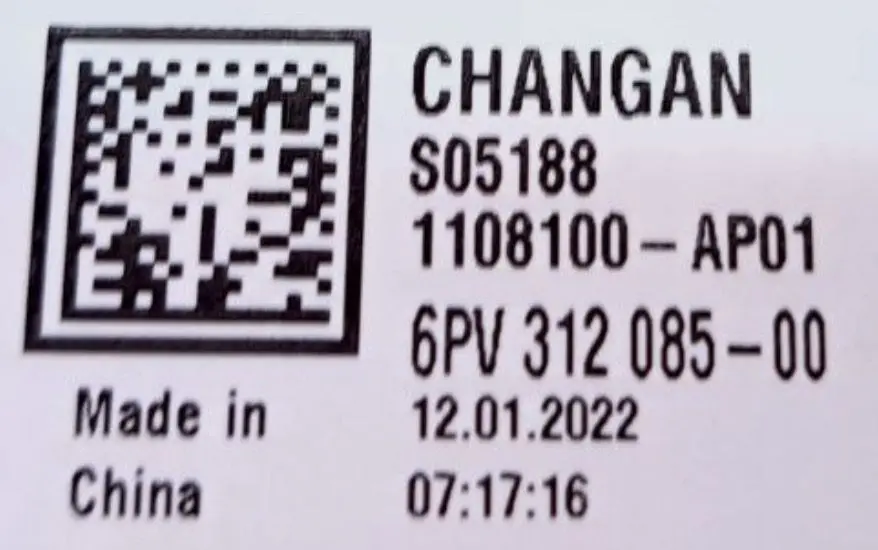 CHANGAN
S05188
1108100-AP01
6PV 312 085-00
Made in
China
12.01.2022
07:17:16